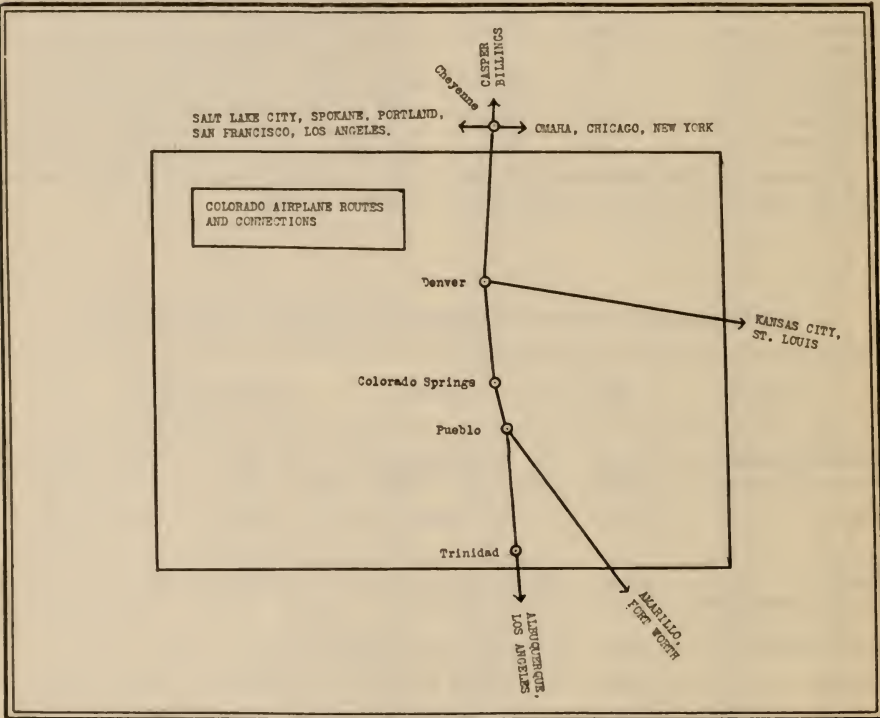 CASPER
BILLINGS
Cheyenne
SALT LAKE CITY, SPOKANE, PORTLAND,
SAN FRANCISCO, LOS ANGELES.
OMAHA, CHICAGO, NEW YORK
COLORADO AIRPLANE ROUTES
AND CONNECTIONS
Denver
KANSAS CITY,
ST. LOUIS
Colorado Springs
Pueblo
Trinidad
AMARILLO,
FORT WORTH
ALBUQUERQUE,
LOS ANGELES